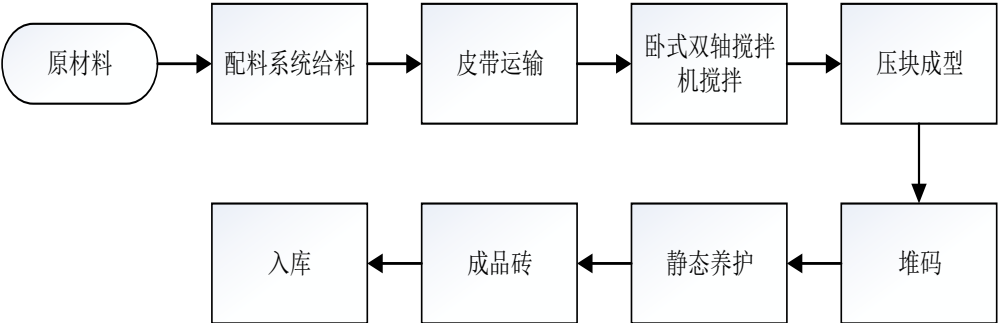 原材料
配料系统给料
皮带运输
卧式双轴搅拌
机搅拌
压块成型
堆码
静态养护
成品砖
入库